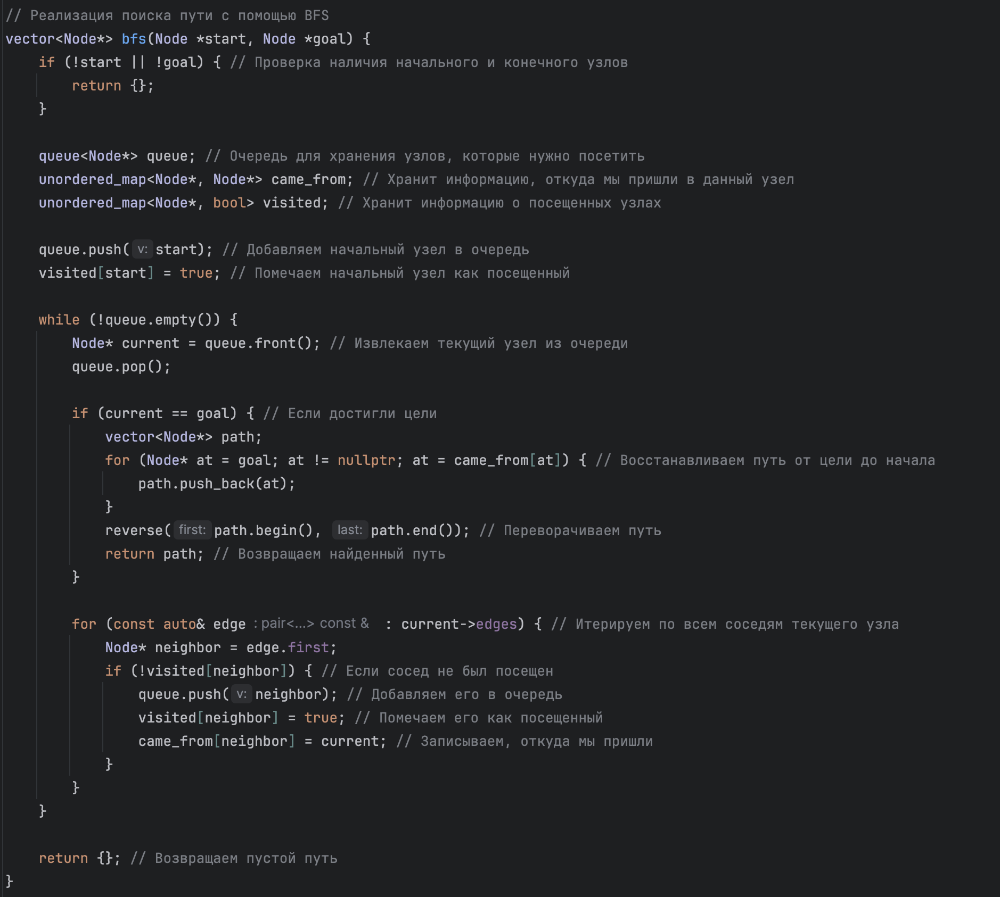 // Реализация поиска пути с помощью BFS
vector<Node*> bfs(Node *start, Node *goal) {
    if (!start || !goal) { // Проверка наличия начального и конечного узлов
        return {};
    }

    queue<Node*> queue; // Очередь для хранения узлов, которые нужно посетить
    unordered_map<Node*, Node*> came_from; // Хранит информацию, откуда мы пришли в данный узел
    unordered_map<Node*, bool> visited; // Хранит информацию о посещенных узлах

    queue.push( v: start); // Добавляем начальный узел в очередь
    visited[start] = true; // Помечаем начальный узел как посещенный

    while (!queue.empty()) {
        Node* current = queue.front(); // Извлекаем текущий узел из очереди
        queue.pop();

        if (current == goal) { // Если достигли цели
            vector<Node*> path;
            for (Node* at = goal; at != nullptr; at = came_from[at]) { // Восстанавливаем путь от цели до начала
                path.push_back(at);
            }
            reverse( first: path.begin(), last: path.end()); // Переворачиваем путь
            return path; // Возвращаем найденный путь
        }

        for (const auto& edge : pair<...> const & : current->edges) { // Итерируем по всем соседям текущего узла
            Node* neighbor = edge.first;
            if (!visited[neighbor]) { // Если сосед не был посещен
                queue.push( v: neighbor); // Добавляем его в очередь
                visited[neighbor] = true; // Помечаем его как посещенный
                came_from[neighbor] = current; // Записываем, откуда мы пришли
            }
        }
    }

    return {}; // Возвращаем пустой путь
}